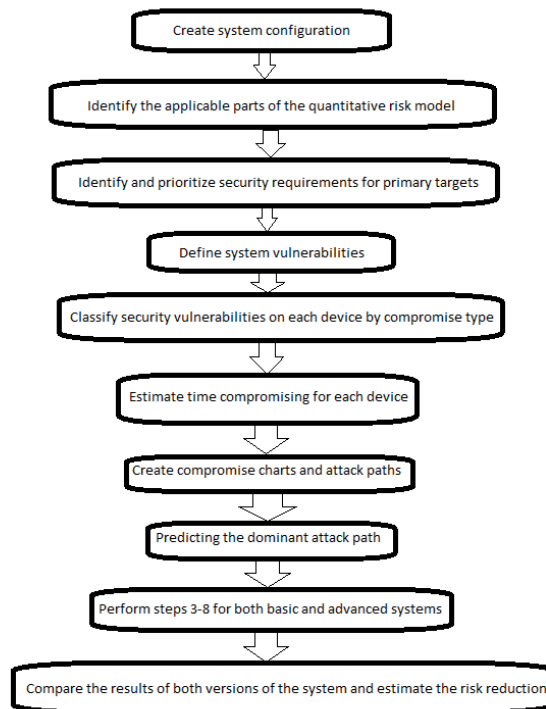 Create system configuration
Identify the applicable parts of the quantitative risk model
Identify and prioritize security requirements for primary targets
Define system vulnerabilities
Classify security vulnerabilities on each device by compromise type
Estimate time compromising for each device
Create compromise charts and attack paths
Predicting the dominant attack path
Perform steps 3-8 for both basic and advanced systems
Compare the results of both versions of the system and estimate the risk reduction